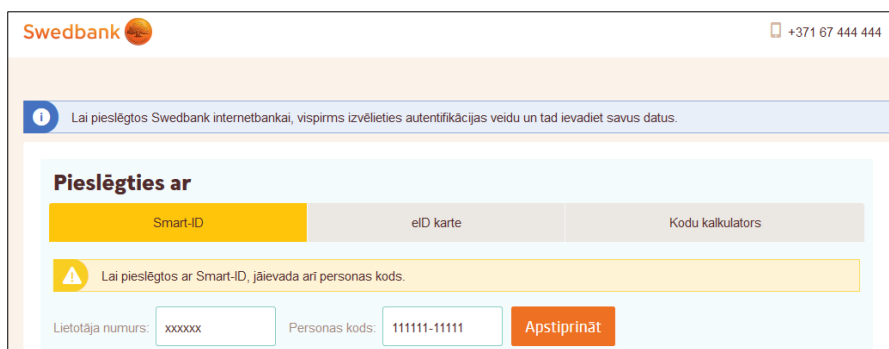 Swedbank
+371 67 444 444
Lai pieslēgtos Swedbank internetbankai, vispirms izvēlieties autentifikācijas veidu un tad ievadiet savus datus.
Pieslēgties ar
Smart-ID eID karte Kodu kalkulators
Lai pieslēgtos ar Smart-ID, jāievada arī personas kods.
Lietotāja numurs: xxxxxx Personas kods: 111111-11111 Apstiprināt